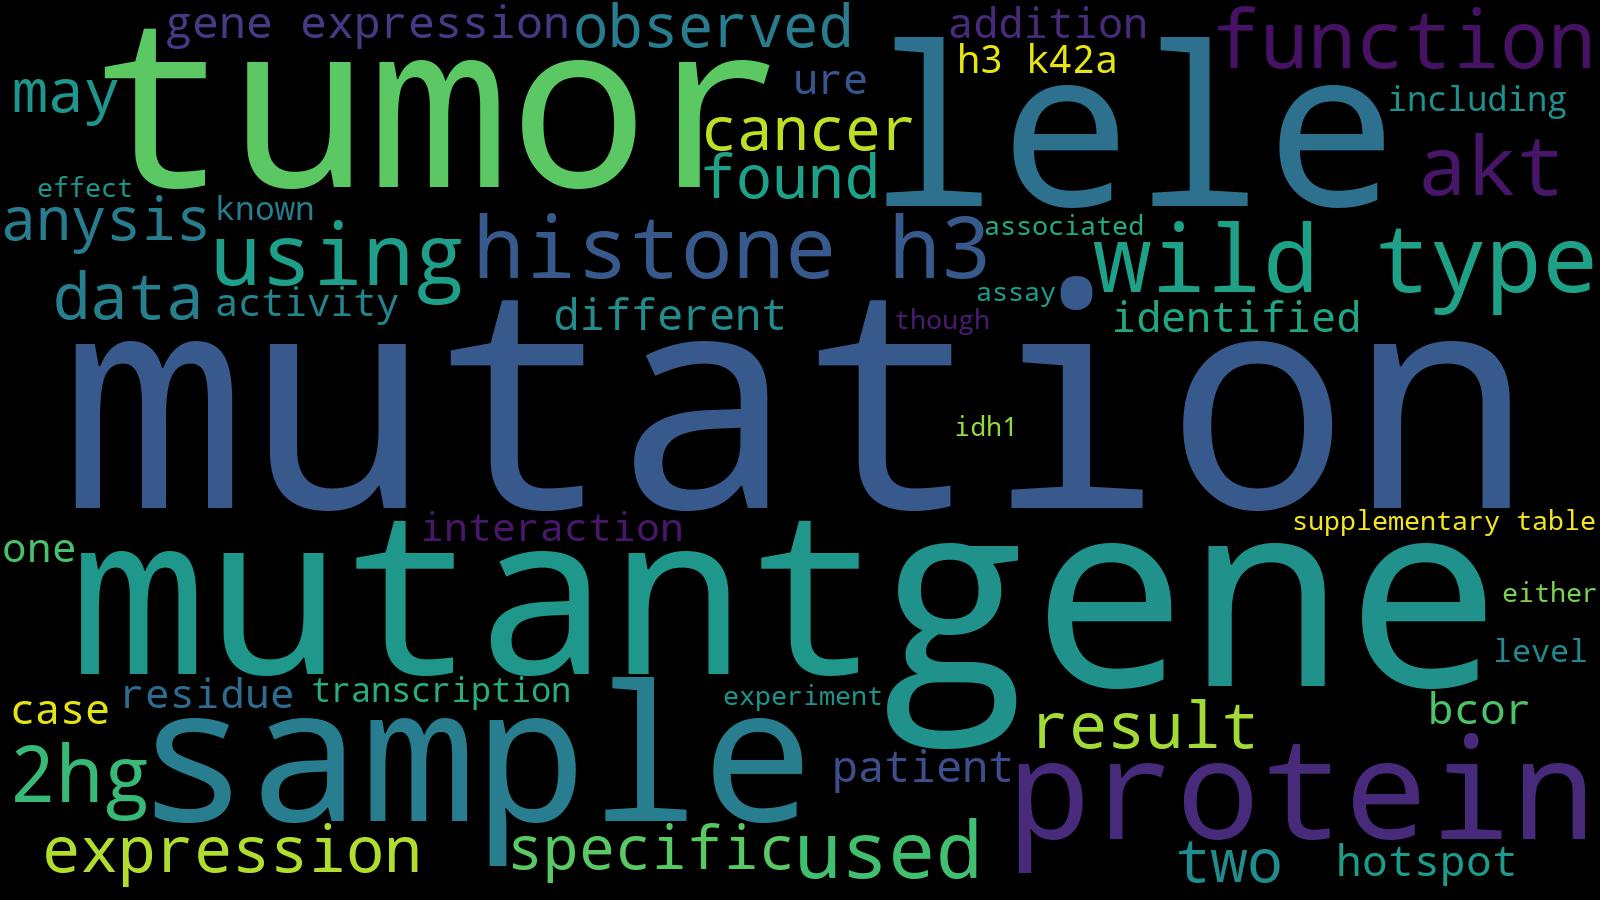 gene expression
observed
addition
function
tumor
lele
h3 k42a
may
ure
including
cancer
akt
found
effect
anysis
known
using
histone h3
associated
wild type
data
activity
different
assay
though
identified
mutation
idh1
interaction
supplementary table
one
mutant
gene
either
level
case
residue
transcription
experiment
result
bcor
2hg
sample
patient
protein
expression
specific
used
two
hotspot